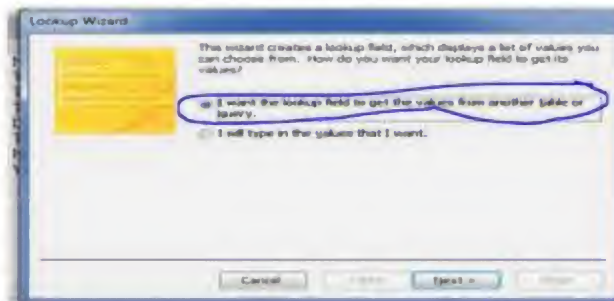 Lookup Wizard
This wizard creates a lookup field, which displays a list of values you
can choose from. How do you want your lookup field to get its
values?
I want the lookup field to get the values from another table or
query.
I will type in the values that I want.
Cancel
Next >